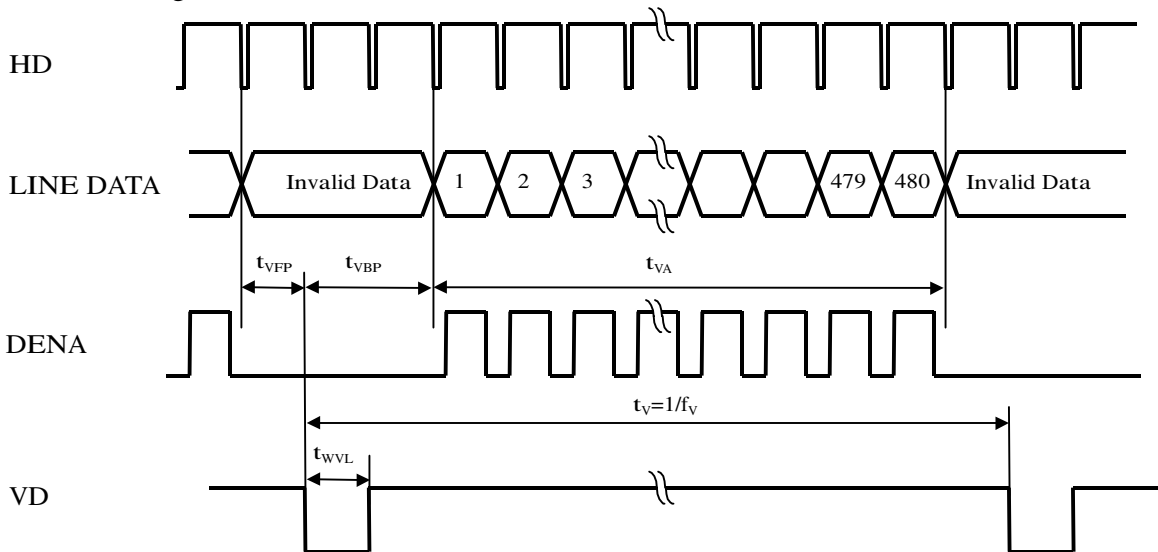 HD
LINE DATA
Invalid Data 1 2 3 479 480 Invalid Data
tVFP tVBP tVA
DENA
tV=1/fV
tWVL
VD